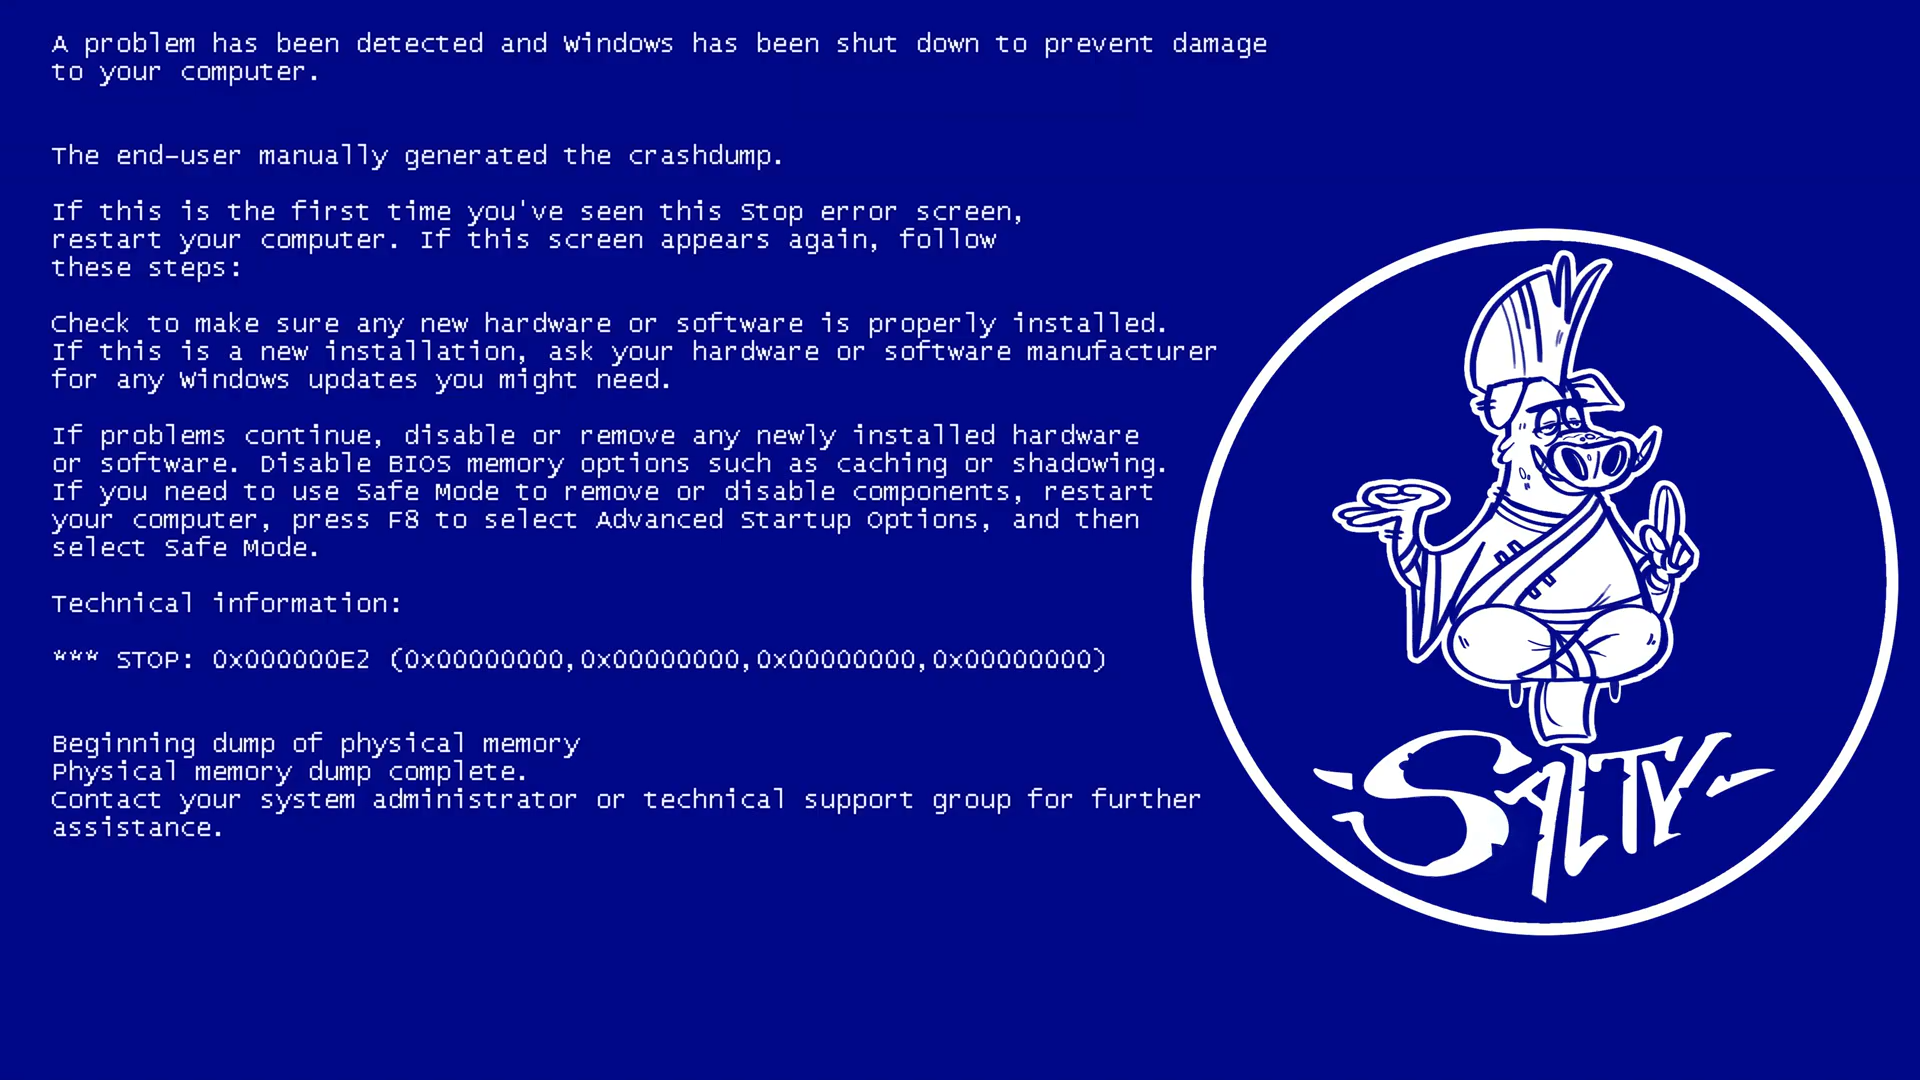 A problem has been detected and Windows has been shut down to prevent damage
to your computer.
The end-user manually generated the crashdump.
If this is the first time you've seen this Stop error screen,
restart your computer. If this screen appears again, follow
these steps:
Check to make sure any new hardware or software is properly installed.
If this is a new installation, ask your hardware or software manufacturer
for any Windows updates you might need.
If problems continue, disable or remove any newly installed hardware
or software. Disable BIOS memory options such as caching or shadowing.
If you need to use Safe Mode to remove or disable components, restart
your computer, press F8 to select Advanced Startup Options, and then
select Safe Mode.
Technical information:
*** STOP: 0x000000E2 (0x00000000,0x00000000,0x00000000,0x00000000)
Beginning dump of physical memory
Physical memory dump complete.
Contact your system administrator or technical support group for further
assistance.
SALTY